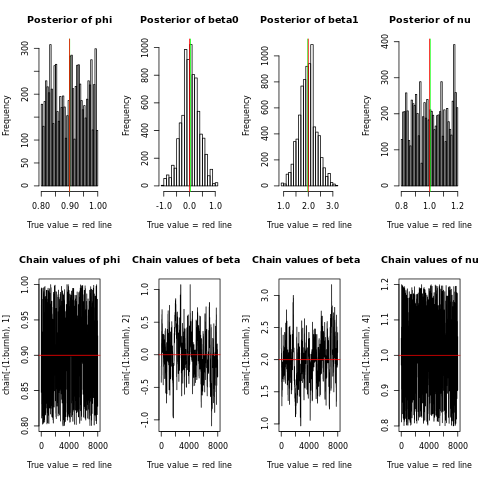 Posterior of phi
Posterior of beta0
Posterior of beta1
Posterior of nu
Frequency
0 50 100 200 300
0.80 0.90 1.00
True value = red line
Frequency
0 200 400 600 800 1000
-1.0 0.0 1.0
True value = red line
Frequency
0 200 400 600 800 1000
1.0 2.0 3.0
True value = red line
Frequency
0 100 200 300 400
0.8 1.0 1.2
True value = red line
Chain values of phi
Chain values of beta
Chain values of beta
Chain values of nu
chain[-(1:burnIn), 1]
0.80 0.85 0.90 0.95 1.00
0 4000 8000
True value = red line
chain[-(1:burnIn), 2]
-1.0 -0.5 0.0 0.5 1.0
0 4000 8000
True value = red line
chain[-(1:burnIn), 3]
1.0 1.5 2.0 2.5 3.0
0 4000 8000
True value = red line
chain[-(1:burnIn), 4]
0.8 0.9 1.0 1.1 1.2
0 4000 8000
True value = red line